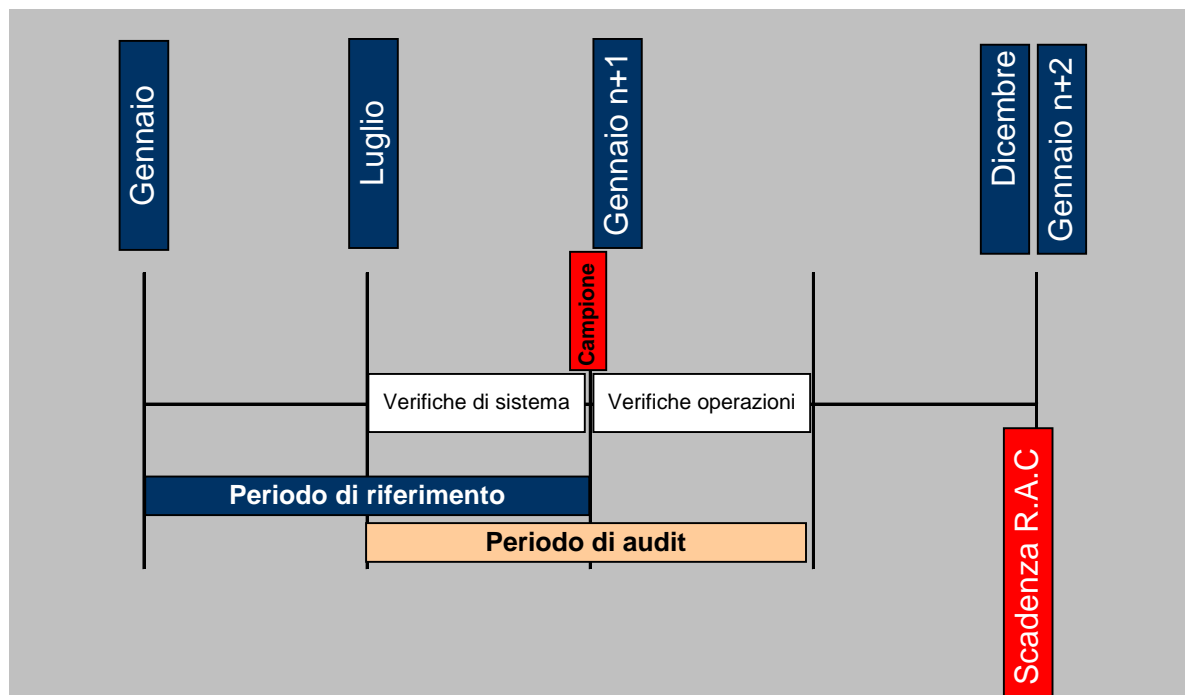 Gennaio
Luglio
Gennaio n+1
Dicembre
Gennaio n+2
Campione
Verifiche di sistema
Verifiche operazioni
Periodo di riferimento
Periodo di audit
Scadenza R.A.C